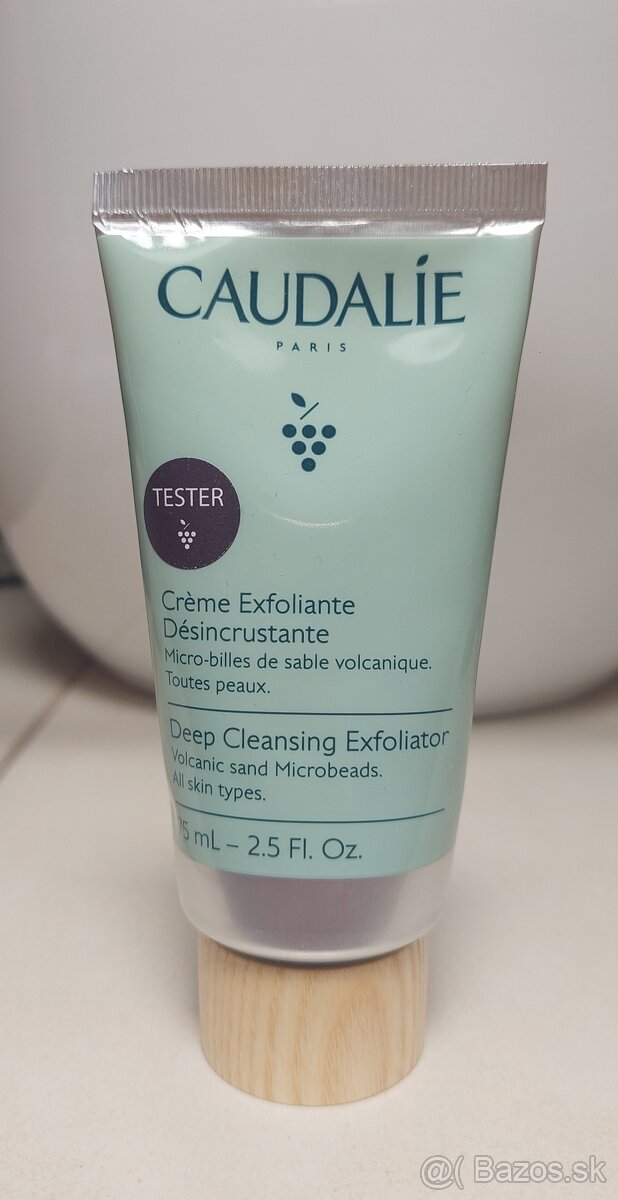 CAUDALÍE
PARIS
TESTER
Crème Exfoliante
Désincrustante
Micro-billes de sable volcanique.
Toutes peaux.
Deep Cleansing Exfoliator
Volcanic sand Microbeads.
All skin types.
75 mL – 2.5 Fl. Oz.
@( Bazos.sk